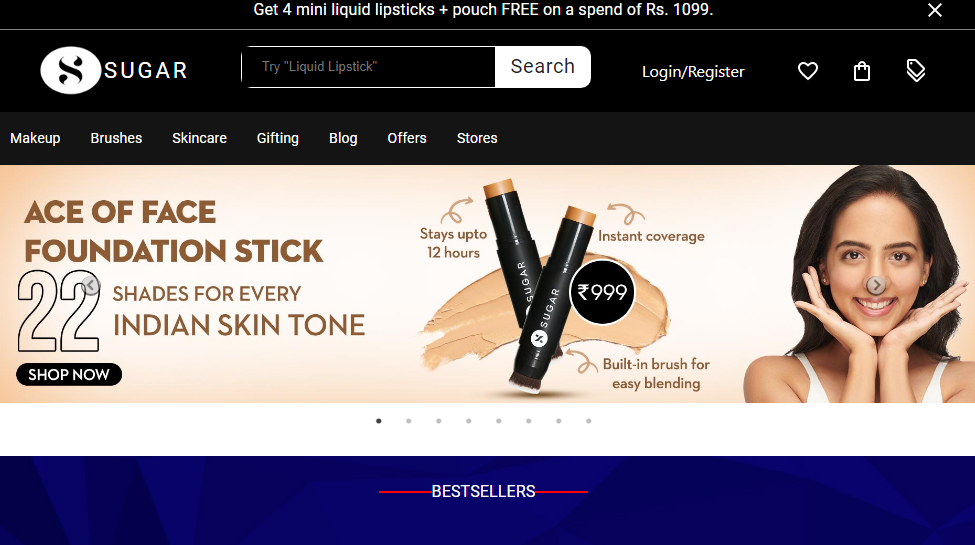 Get 4 mini liquid lipsticks + pouch FREE on a spend of Rs. 1099.
SUGAR
Try "Liquid Lipstick"
Search
Login/Register
Makeup
Brushes
Skincare
Gifting
Blog
Offers
Stores
ACE OF FACE
FOUNDATION STICK
22
SHADES FOR EVERY
INDIAN SKIN TONE
SHOP NOW
Stays upto
12 hours
Instant coverage
SUGAR
SUGAR
₹999
Built-in brush for
easy blending
BESTSELLERS